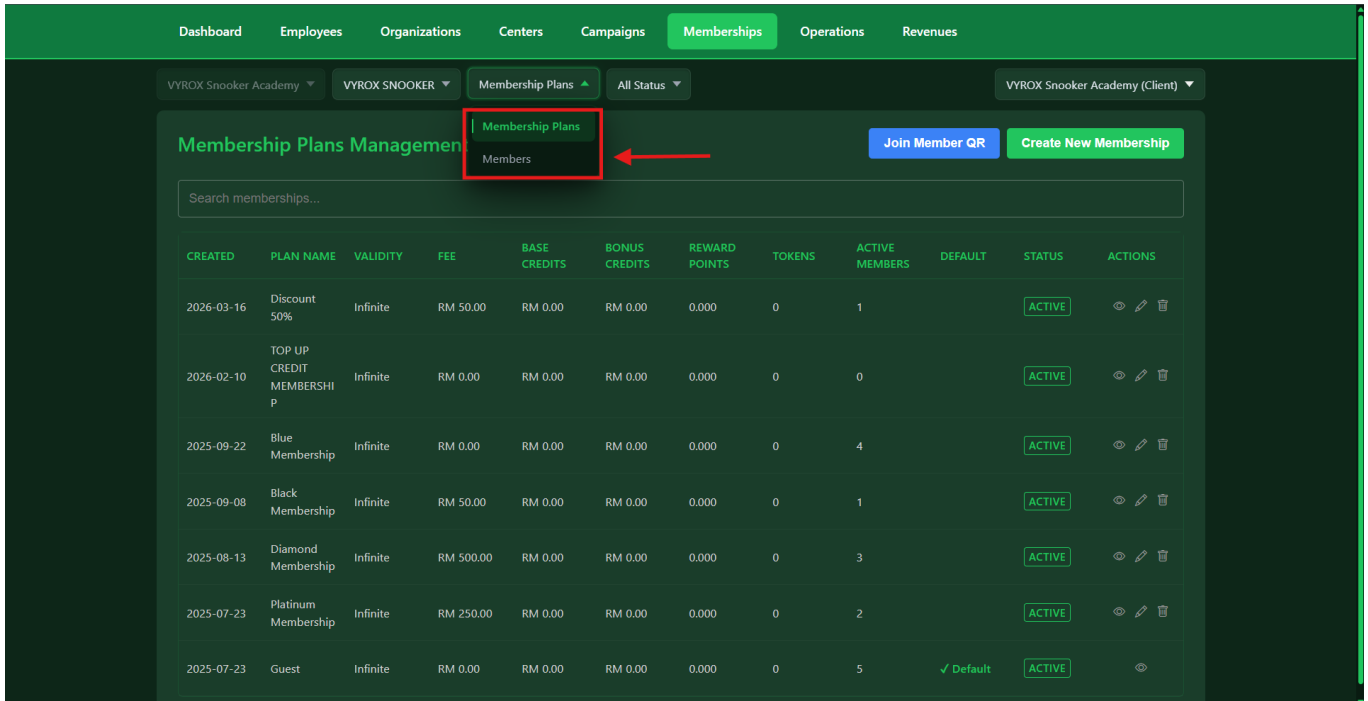 Dashboard Employees Organizations Centers Campaigns Memberships Operations Revenues
VYROX Snooker Academy VYROX SNOOKER Membership Plans All Status VYROX Snooker Academy (Client)
Membership Plans
Members
Membership Plans Managemen
Join Member QR Create New Membership
Search memberships...
CREATED PLAN NAME VALIDITY FEE BASE CREDITS BONUS CREDITS REWARD POINTS TOKENS ACTIVE MEMBERS DEFAULT STATUS ACTIONS
2026-03-16 Discount 50% Infinite RM 50.00 RM 0.00 RM 0.00 0.000 0 1 ACTIVE
2026-02-10 TOP UP CREDIT MEMBERSHI P Infinite RM 0.00 RM 0.00 RM 0.00 0.000 0 0 ACTIVE
2025-09-22 Blue Membership Infinite RM 0.00 RM 0.00 RM 0.00 0.000 0 4 ACTIVE
2025-09-08 Black Membership Infinite RM 50.00 RM 0.00 RM 0.00 0.000 0 1 ACTIVE
2025-08-13 Diamond Membership Infinite RM 500.00 RM 0.00 RM 0.00 0.000 0 3 ACTIVE
2025-07-23 Platinum Membership Infinite RM 250.00 RM 0.00 RM 0.00 0.000 0 2 ACTIVE
2025-07-23 Guest Infinite RM 0.00 RM 0.00 RM 0.00 0.000 0 5 ✓ Default ACTIVE